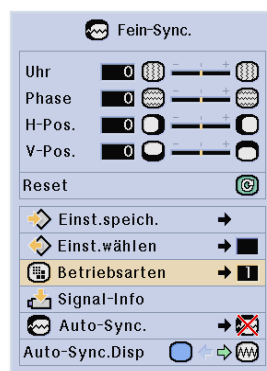 Fein-Sync.
Uhr 0 - +
Phase 0 - +
H-Pos. 0 - +
V-Pos. 0 - +
Reset
Einst.speich.
Einst.wählen
Betriebsarten 1
Signal-Info
Auto-Sync.
Auto-Sync.Disp